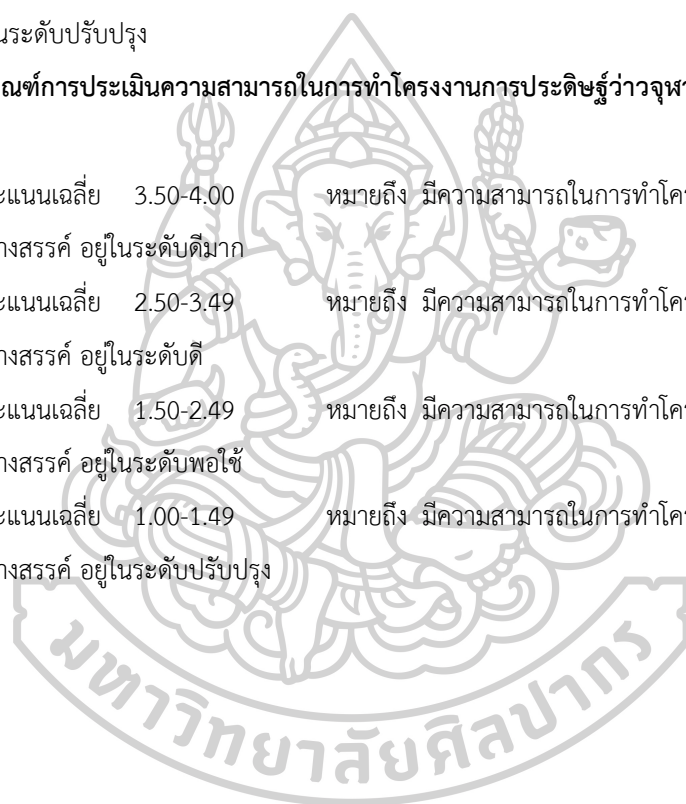 นระดับปรับปรุง
ณฑ์การประเมินความสามารถในการทำโครงงานการประดิษฐ์ว่าวจุฬา
ะแนนเฉลี่ย 3.50-4.00 หมายถึง มีความสามารถในการทำโคร
างสรรค์ อยู่ในระดับดีมาก
ะแนนเฉลี่ย 2.50-3.49 หมายถึง มีความสามารถในการทำโคร
างสรรค์ อยู่ในระดับดี
ะแนนเฉลี่ย 1.50-2.49 หมายถึง มีความสามารถในการทำโคร
างสรรค์ อยู่ในระดับพอใช้
ะแนนเฉลี่ย 1.00-1.49 หมายถึง มีความสามารถในการทำโคร
างสรรค์ อยู่ในระดับปรับปรุง
มหาวิทยาลัยศิลปากร